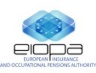 eiopa
EUROPEAN INSURANCE
AND OCCUPATIONAL PENSIONS AUTHORITY